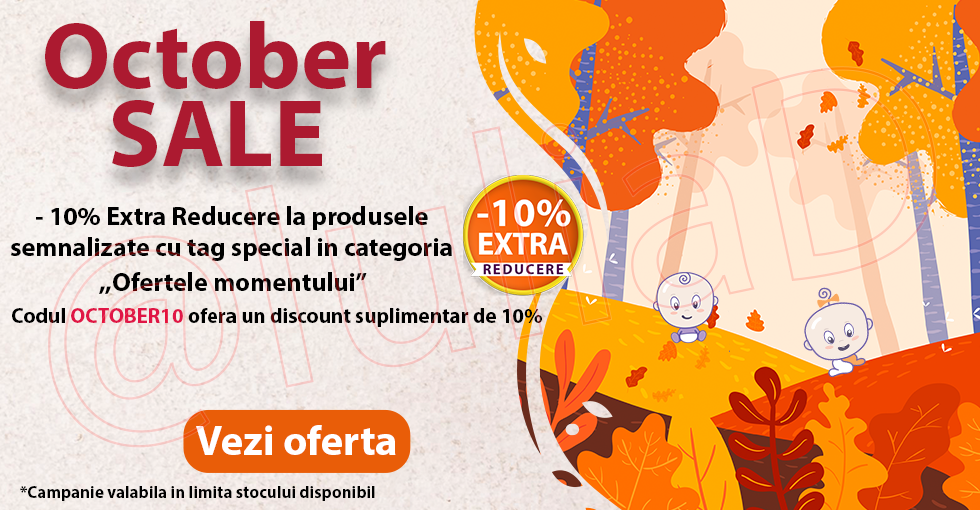 October
SALE
- 10% Extra Reducere la produsele
semnalizate cu tag special in categoria
,,Ofertele momentului”
Codul OCTOBER10 ofera un discount suplimentar de 10%
-10%
EXTRA
REDUCERE
Vezi oferta
*Campanie valabila in limita stocului disponibil